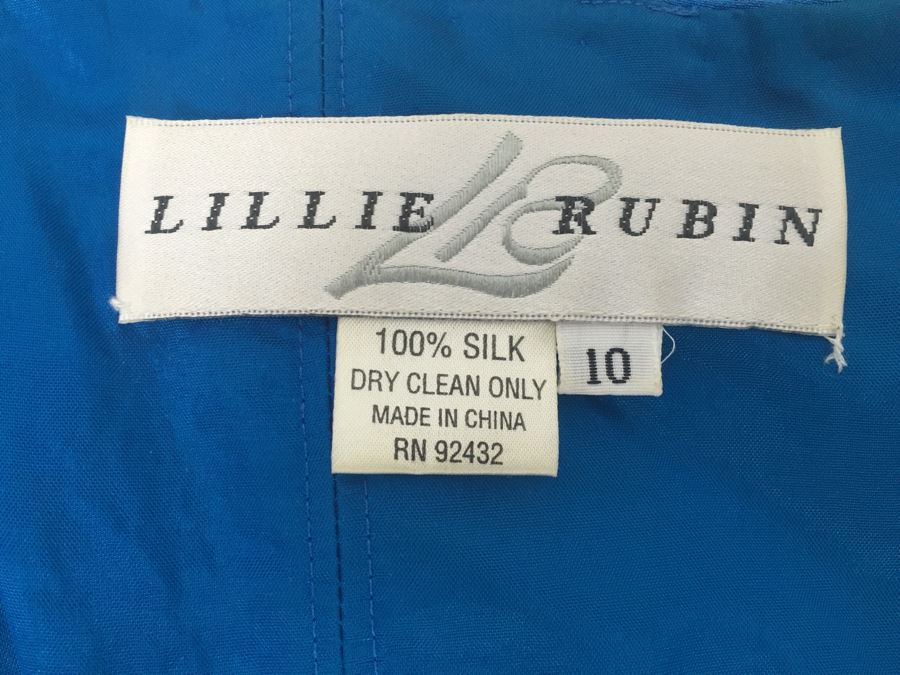 LILLIE RUBIN
LR
100% SILK
DRY CLEAN ONLY
MADE IN CHINA
RN 92432
10